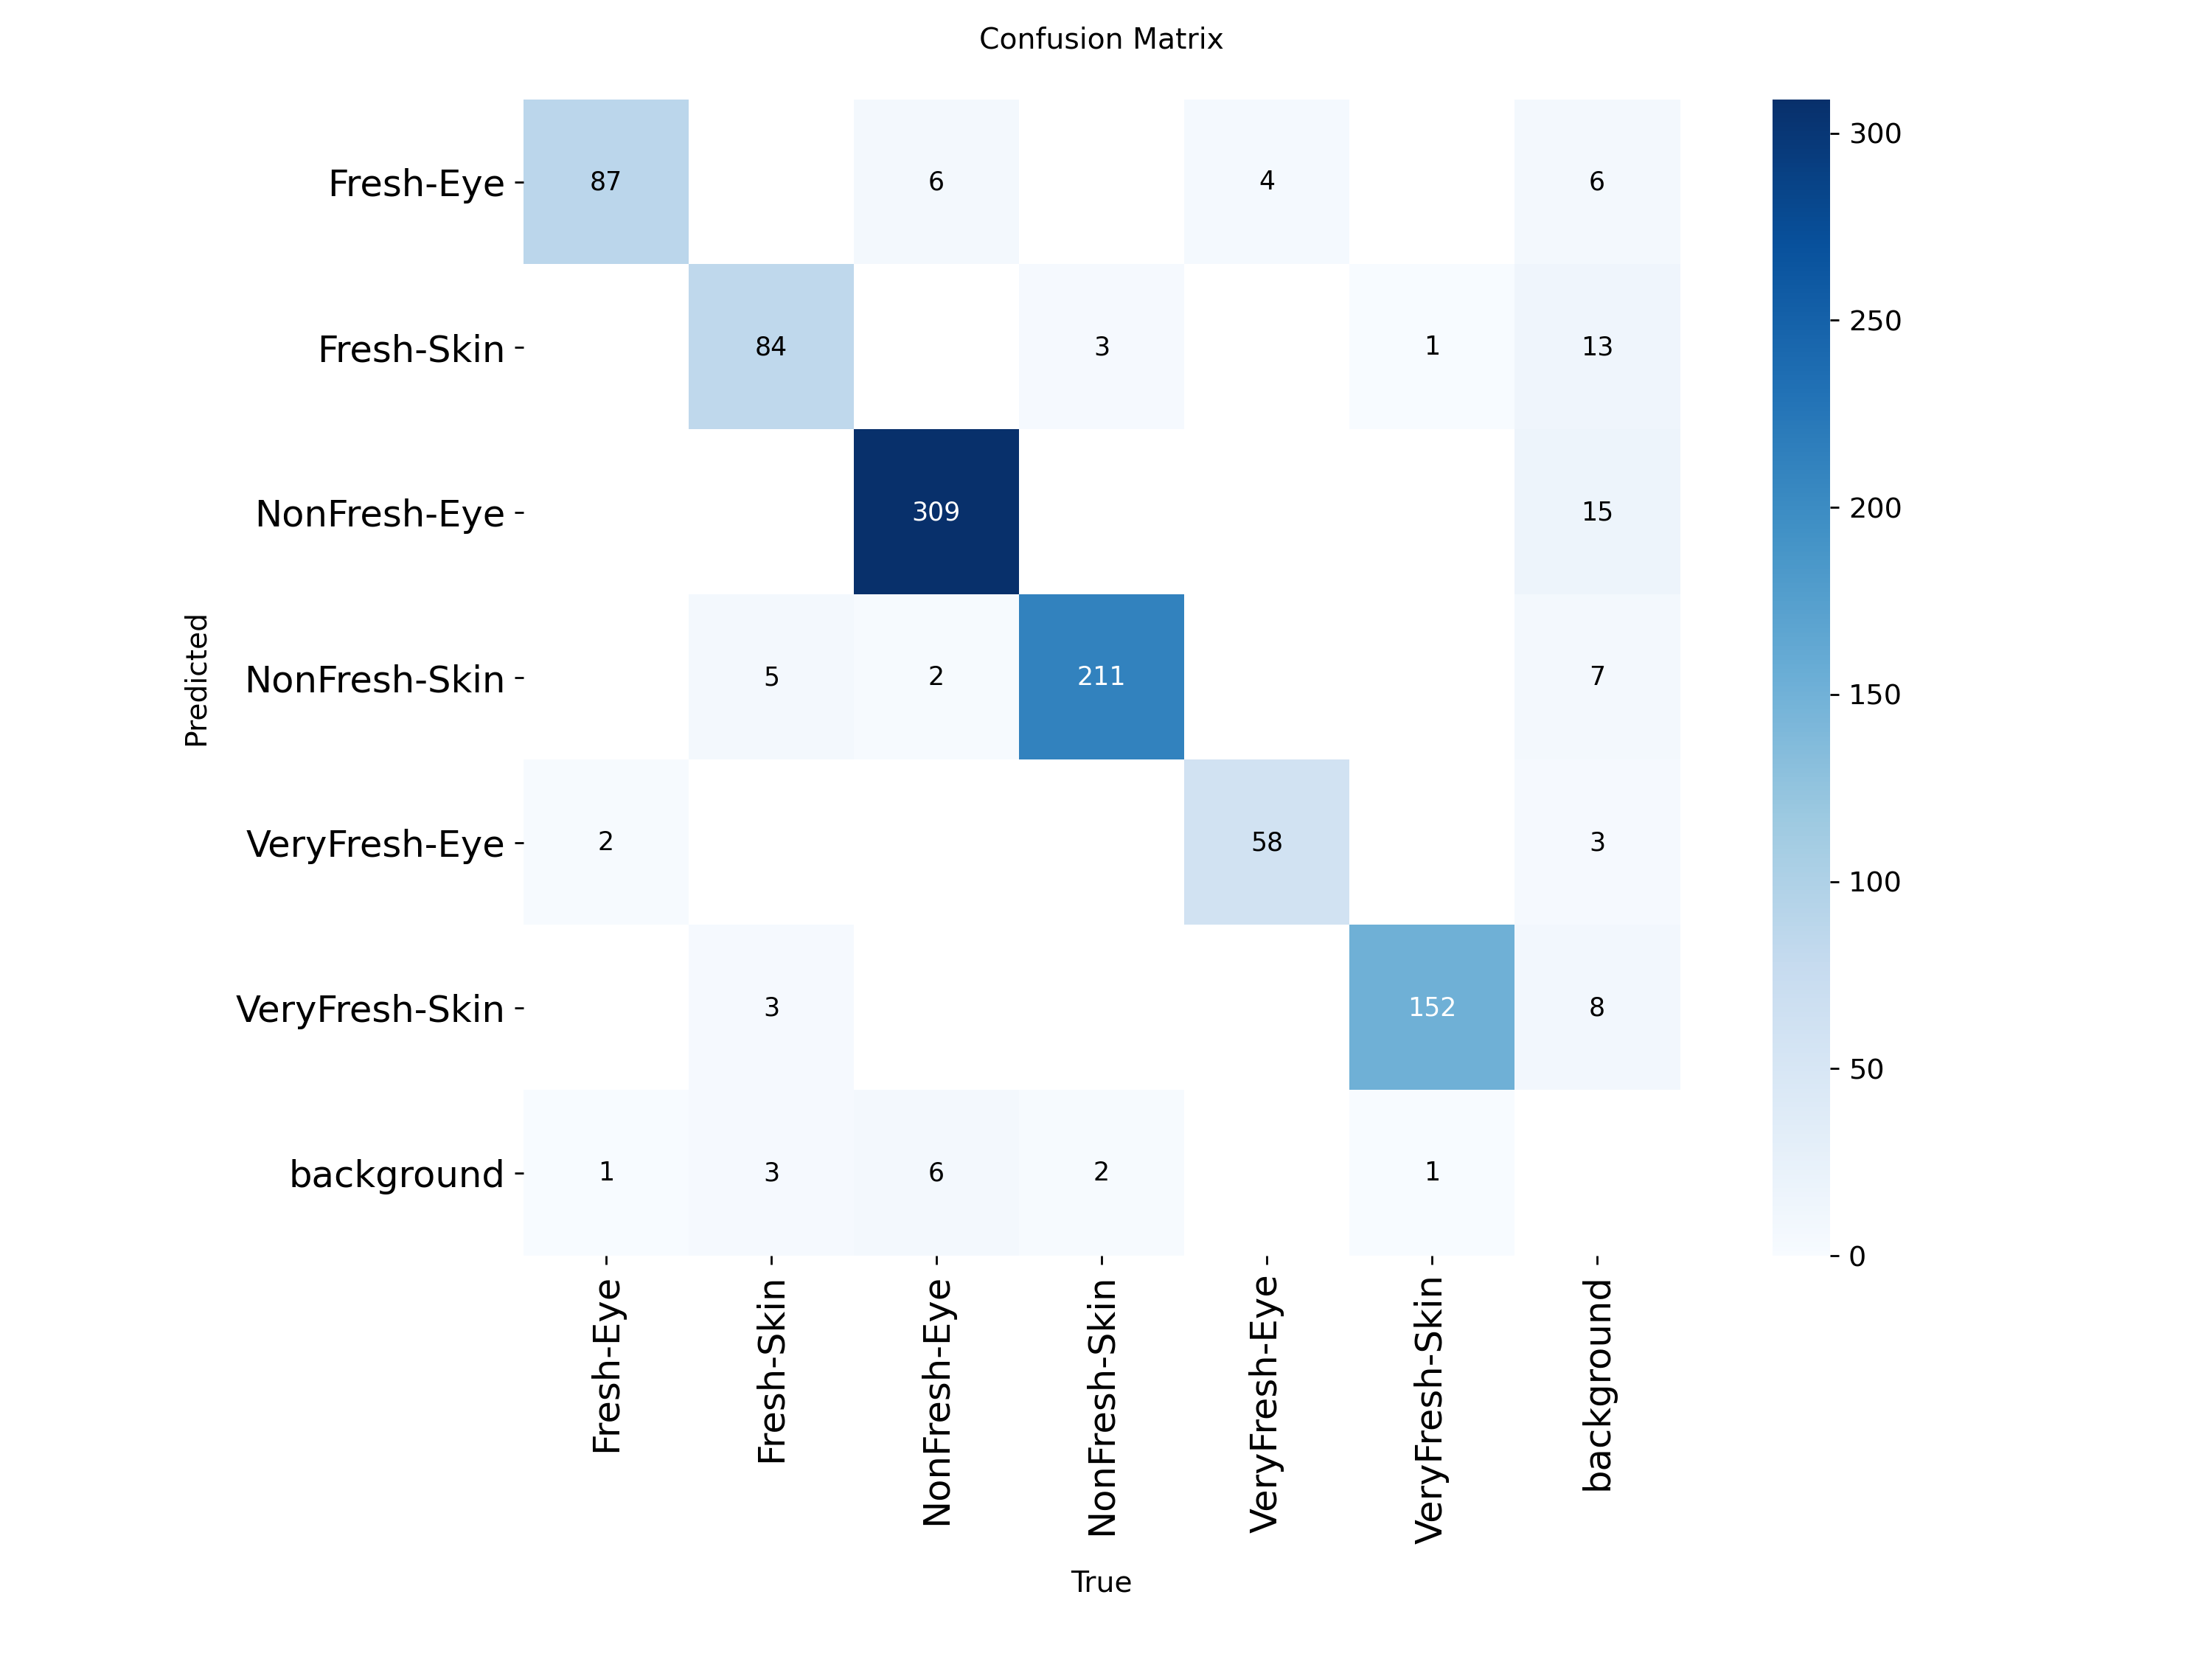 Confusion Matrix
Fresh-Eye 87 6 4 6
Fresh-Skin 84 3 1 13
NonFresh-Eye 309 15
NonFresh-Skin 5 2 211 7
VeryFresh-Eye 2 58 3
VeryFresh-Skin 3 152 8
background 1 3 6 2 1
Predicted
Fresh-Eye Fresh-Skin NonFresh-Eye NonFresh-Skin VeryFresh-Eye VeryFresh-Skin background
True
300
250
200
150
100
50
0